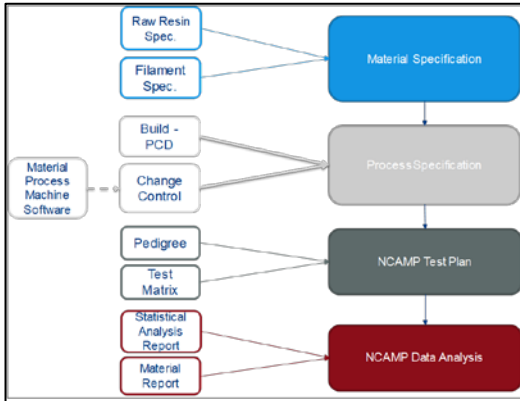 Raw Resin
Spec.
Filament
Spec.
Material Specification
Build -
PCD
Material
Process
Machine
Software
Change
Control
Process Specification
Pedigree
Test
Matrix
NCAMP Test Plan
Statistical
Analysis
Report
Material
Report
NCAMP Data Analysis